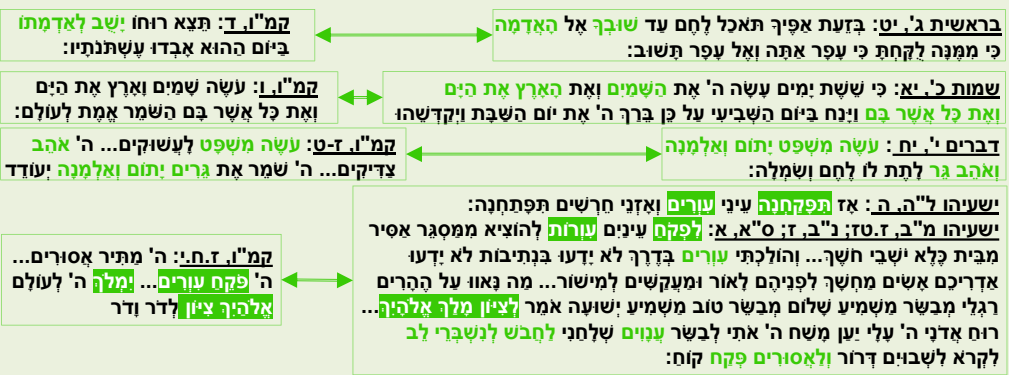 בראשית ג', יט: בְּזֵעַת אַפֶּיךָ תֹּאכַל לֶחֶם עַד שׁוּבְךָ אֶל הָאֲדָמָה
כִּי מִמֶּנָּה לֻקָּחְתָּ כִּי עָפָר אַתָּה וְאֶל עָפָר תָּשׁוּב:
קמ"ו, ד: תֵּצֵא רוּחוֹ יָשֻׁב לְאַדְמָתוֹ
בַּיּוֹם הַהוּא אָבְדוּ עֶשְׁתֹּנֹתָיו:
שמות כ', יא: כִּי שֵׁשֶׁת יָמִים עָשָׂה ה' אֶת הַשָּׁמַיִם וְאֶת הָאָרֶץ אֶת הַיָּם
וְאֶת כָּל אֲשֶׁר בָּם וַיָּנַח בַּיּוֹם הַשְּׁבִיעִי עַל כֵּן בֵּרַךְ ה' אֶת יוֹם הַשַּׁבָּת וַיְקַדְּשֵׁהוּ
קמ"ו, ו: עֹשֶׂה שָׁמַיִם וָאָרֶץ אֶת הַיָּם
וְאֶת כָּל אֲשֶׁר בָּם הַשֹּׁמֵר אֱמֶת לְעוֹלָם:
דברים י', יח : עֹשֶׂה מִשְׁפַּט יָתוֹם וְאַלְמָנָה
וְאֹהֵב גֵּר לָתֶת לוֹ לֶחֶם וְשִׂמְלָה:
קמ"ו, ז-ט: עֹשֶׂה מִשְׁפָּט לָעֲשׁוּקִים... ה' אֹהֵב
צַדִּיקִים... ה' שֹׁמֵר אֶת גֵּרִים יָתוֹם וְאַלְמָנָה יְעוֹדֵד
ישעיהו ל"ה, ה : אָז תִּפָּקַחְנָה עֵינֵי עִוְרִים וְאָזְנֵי חֵרְשִׁים תִּפָּתַחְנָה:
ישעיהו מ"ב, ז.טז; נ"ב, ז; ס"א, א: לִפְקֹחַ עֵינַיִם עִוְרוֹת לְהוֹצִיא מִמַּסְגֵּר אַסִּיר
מִבֵּית כֶּלֶא יֹשְׁבֵי חֹשֶׁךְ... וְהוֹלַכְתִּי עִוְרִים בְּדֶרֶךְ לֹא יָדָעוּ בִּנְתִיבוֹת לֹא יָדְעוּ
אַדְרִיכֵם אָשִׂים מַחְשָׁךְ לִפְנֵיהֶם לָאוֹר וּמַעֲקַשִּׁים לְמִישׁוֹר... מַה נָּאווּ עַל הֶהָרִים
רַגְלֵי מְבַשֵּׂר מַשְׁמִיעַ שָׁלוֹם מְבַשֵּׂר טוֹב מַשְׁמִיעַ יְשׁוּעָה אֹמֵר לְצִיּוֹן מָלַךְ אֱלֹהָיִךְ...
רוּחַ אֲדֹנָי ה' עָלָי יַעַן מָשַׁח ה' אֹתִי לְבַשֵּׂר עֲנָוִים שְׁלָחַנִי לַחֲבֹשׁ לְנִשְׁבְּרֵי לֵב
לִקְרֹא לִשְׁבוּיִם דְּרוֹר וְלַאֲסוּרִים פְּקַח קוֹחַ:
קמ"ו, ז.ח.י: ה' מַתִּיר אֲסוּרִים...
ה' פֹּקֵחַ עִוְרִים... יִמְלֹךְ ה' לְעוֹלָם
אֱלֹהַיִךְ צִיּוֹן לְדֹר וָדֹר